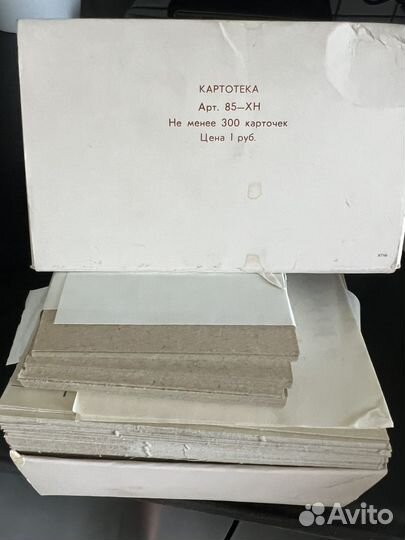 КАРТОТЕКА
Арт. 85—ХН
Не менее 300 карточек
Цена 1 руб.
Avito